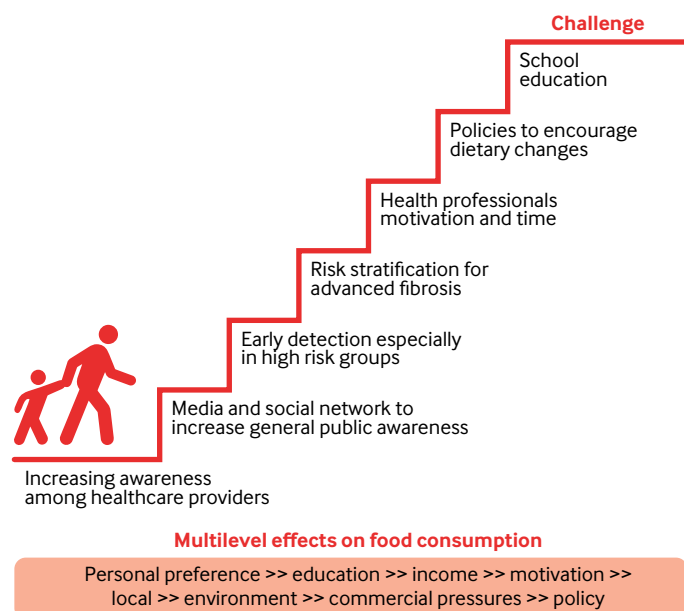 Challenge
School
education
Policies to encourage
dietary changes
Health professionals
motivation and time
Risk stratification for
advanced fibrosis
Early detection especially
in high risk groups
Media and social network to
increase general public awareness
Increasing awareness
among healthcare providers
Multilevel effects on food consumption
Personal preference >> education >> income >> motivation >>
local >> environment >> commercial pressures >> policy